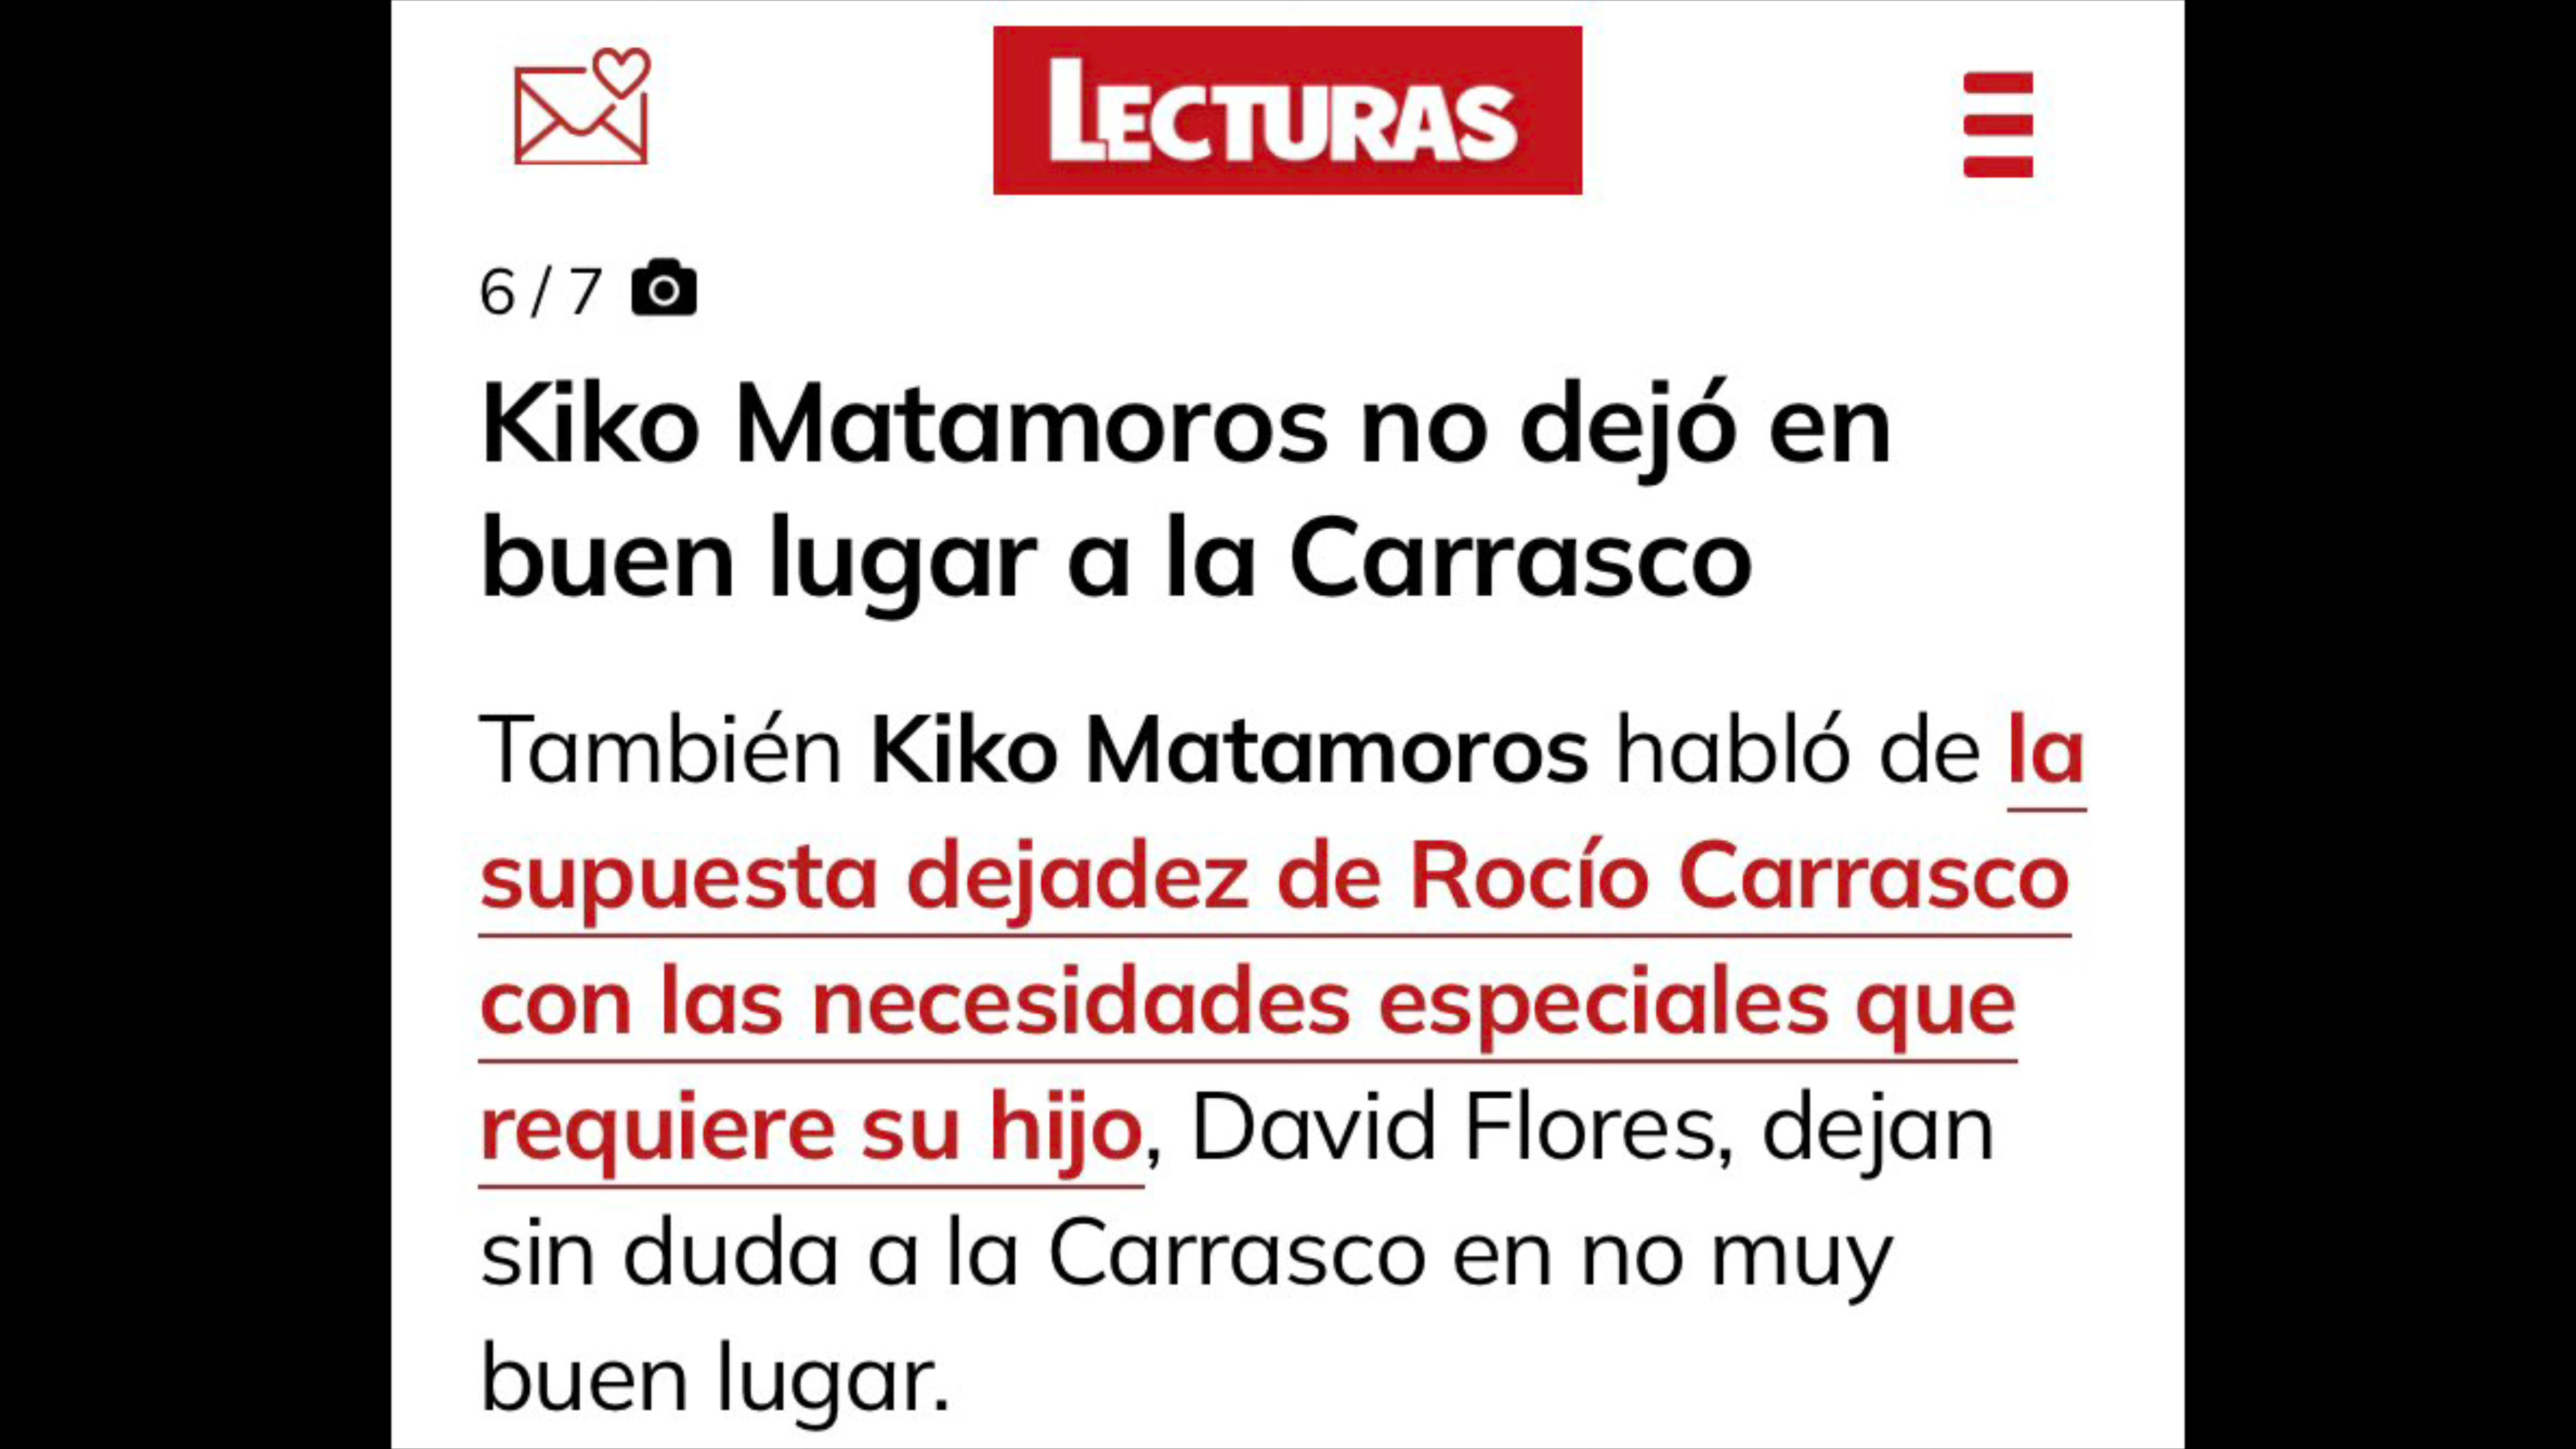 LECTURAS
6 / 7
Kiko Matamoros no dejó en
buen lugar a la Carrasco
También Kiko Matamoros habló de la
supuesta dejadez de Rocío Carrasco
con las necesidades especiales que
requiere su hijo, David Flores, dejan
sin duda a la Carrasco en no muy
buen lugar.